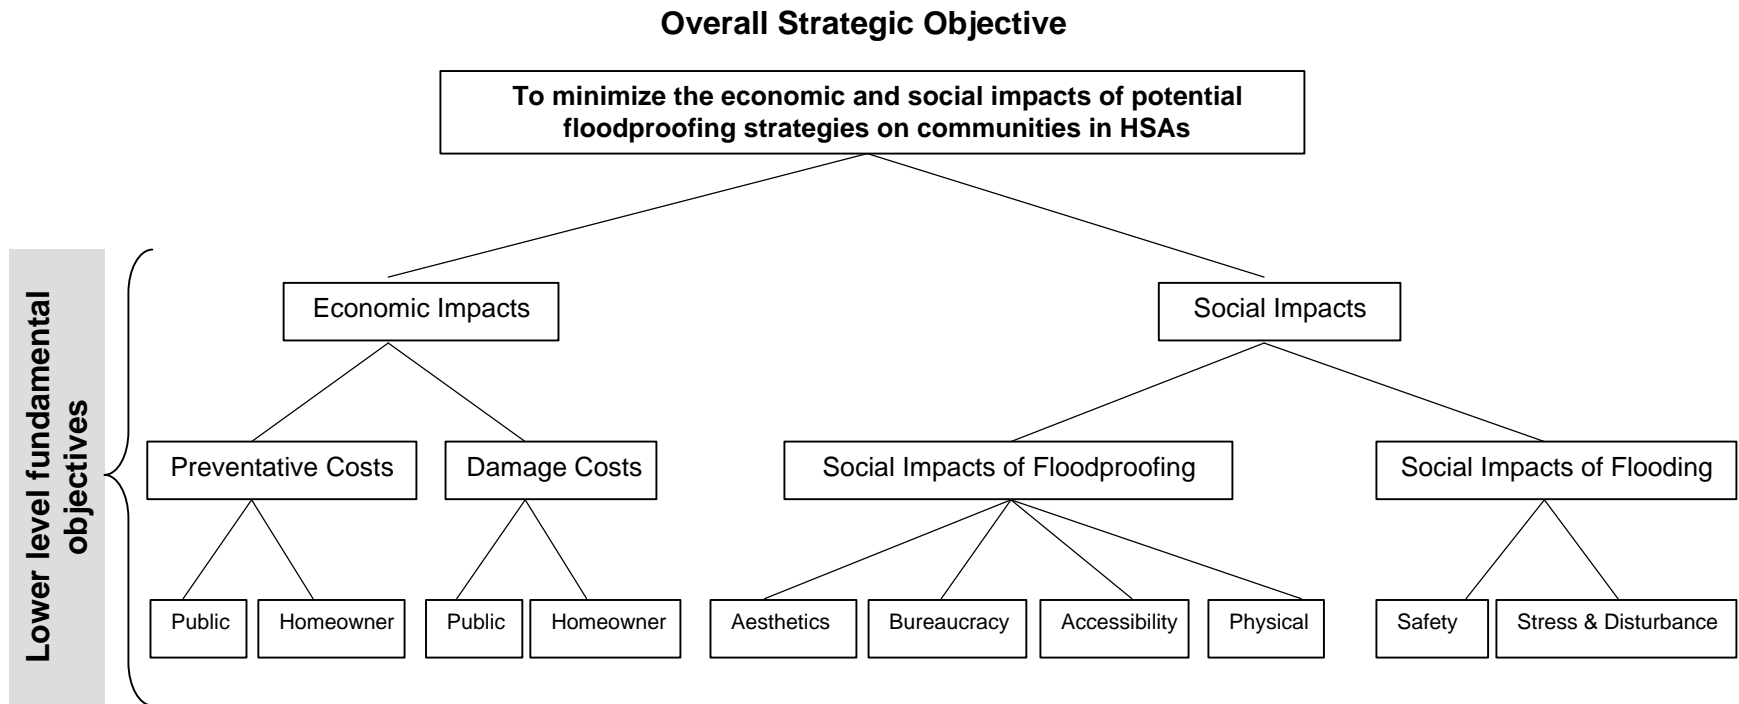 Overall Strategic Objective
To minimize the economic and social impacts of potential
floodproofing strategies on communities in HSAs
Lower level fundamental
objectives
Economic Impacts
Social Impacts
Preventative Costs
Damage Costs
Social Impacts of Floodproofing
Social Impacts of Flooding
Public
Homeowner
Public
Homeowner
Aesthetics
Bureaucracy
Accessibility
Physical
Safety
Stress & Disturbance